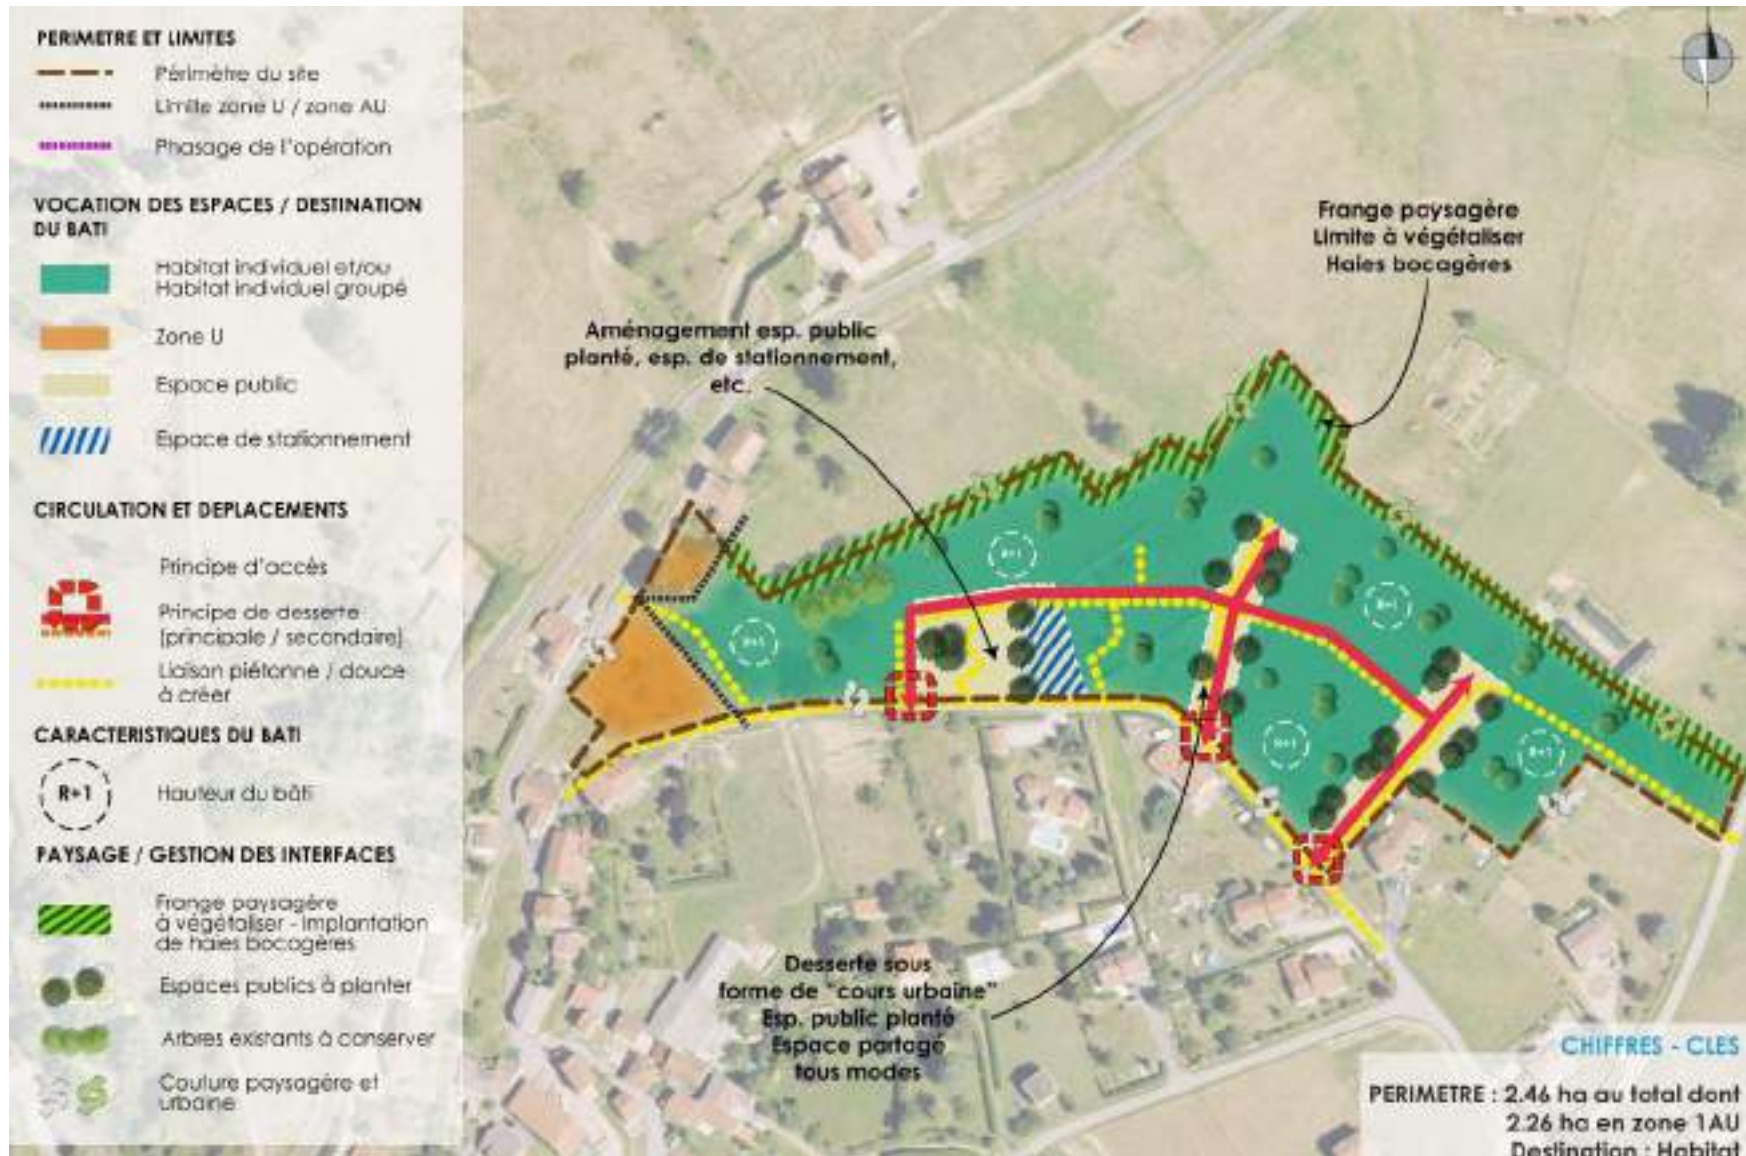 PERIMETRE ET LIMITES
Périmètre du site
Limite zone U / zone AU
Phasage de l'opération
VOCATION DES ESPACES / DESTINATION
DU BATI
Habitat individuel et/ou
Habitat individuel groupé
Zone U
Espace public
Espace de stationnement
CIRCULATION ET DEPLACEMENTS
Principe d'accès
Principe de desserte
(principale / secondaire)
Liaison piétonne / douce
à créer
CARACTERISTIQUES DU BATI
R+1
Hauteur du bâti
PAYSAGE / GESTION DES INTERFACES
Frange paysagère
à végétaliser - Implantation
de haies bocagères
Espaces publics à planter
Arbres existants à conserver
Couture paysagère et
urbaine
Frange paysagère
Limite à végétaliser
Haies bocagères
Aménagement esp. public
planté, esp. de stationnement,
etc.
R+1
R+1
R+1
R+1
R+1
Desserte sous
forme de "cours urbaine"
Esp. public planté
Espace partagé
tous modes
CHIFFRES - CLES
PERIMETRE : 2.46 ha au total dont
2.26 ha en zone 1AU
Destination : Habitat